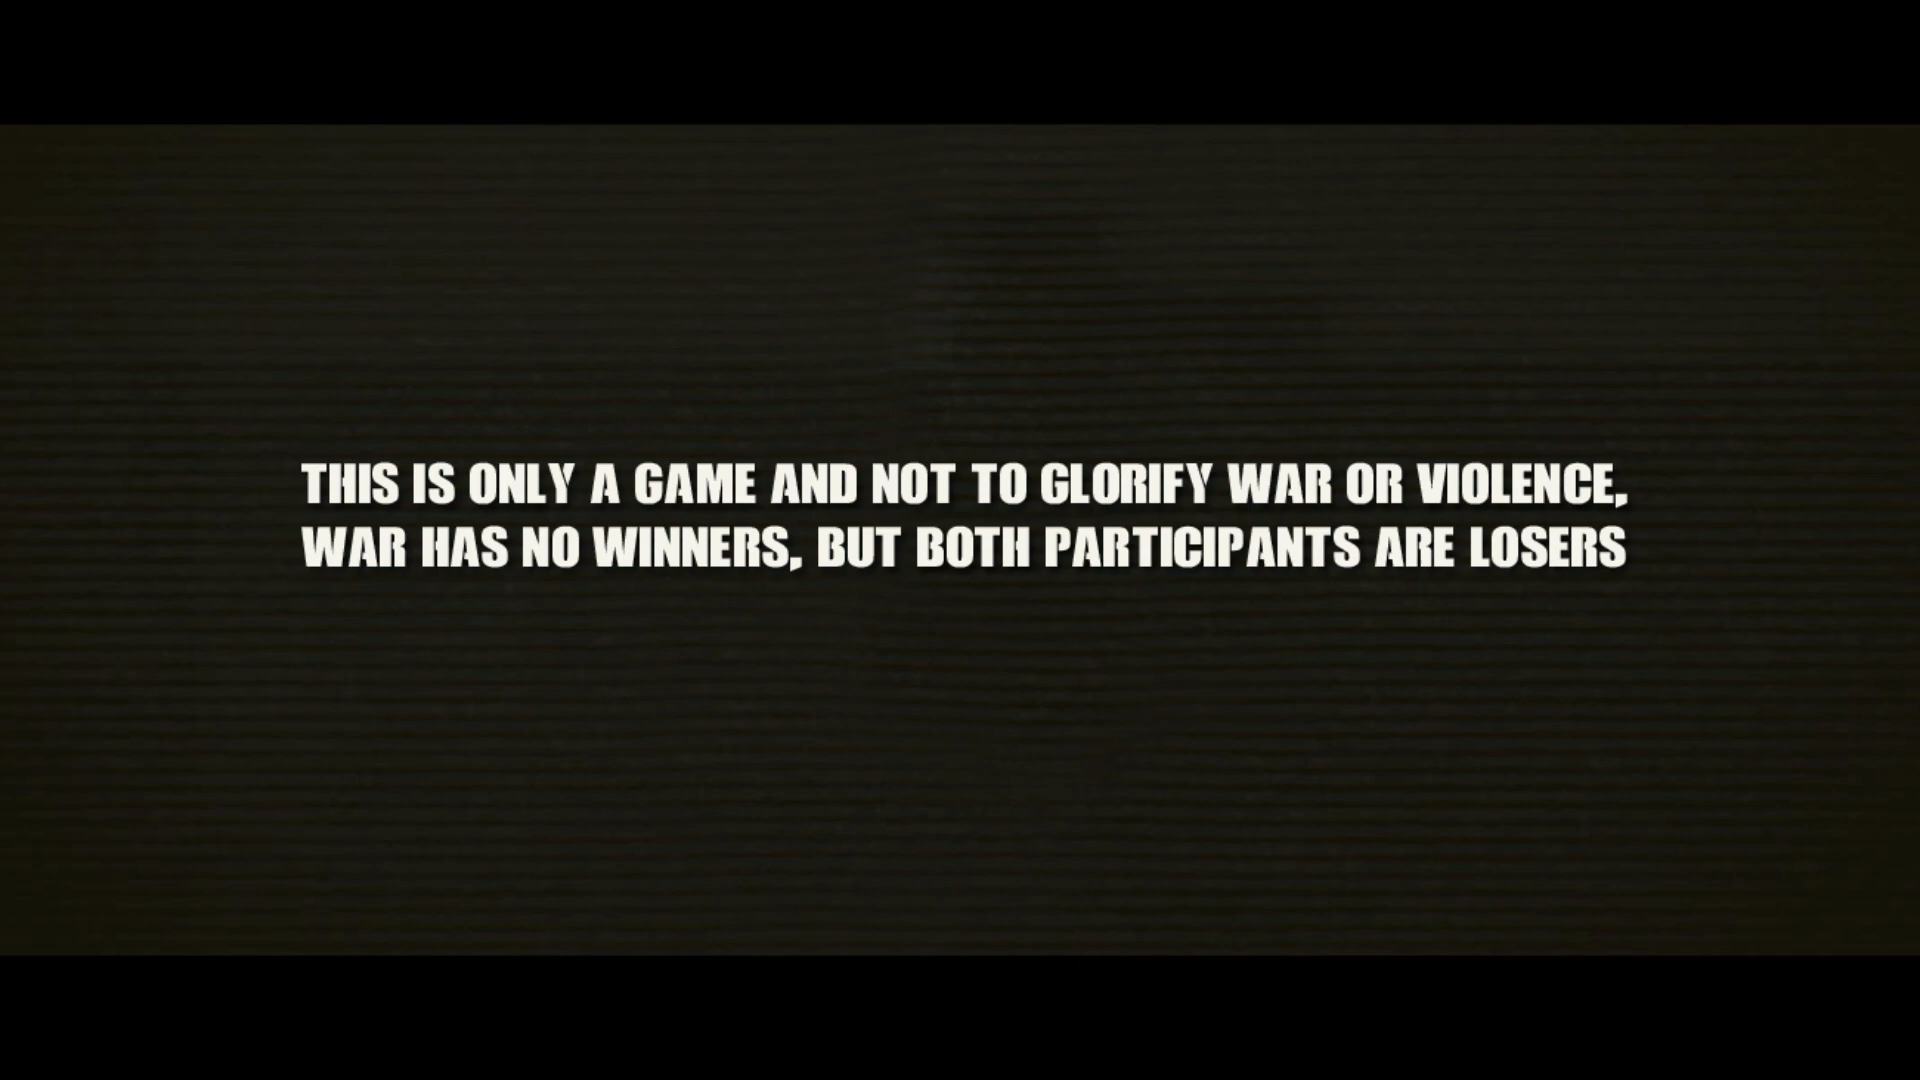 THIS IS ONLY A GAME AND NOT TO GLORIFY WAR OR VIOLENCE,
WAR HAS NO WINNERS, BUT BOTH PARTICIPANTS ARE LOSERS